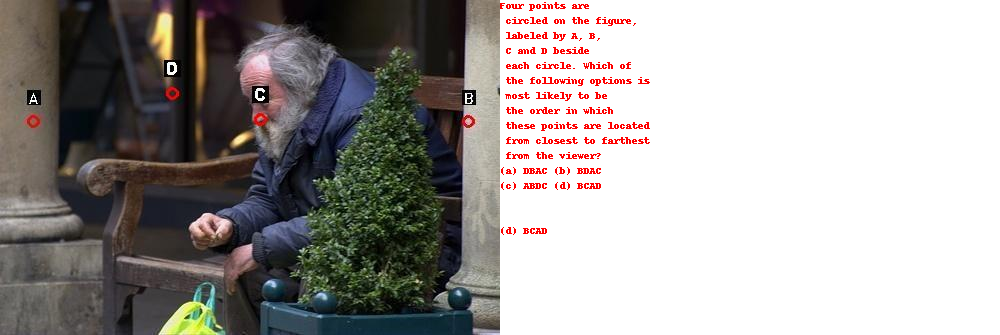 D
A
C
B
Four points are
circled on the figure,
labeled by A, B,
C and D beside
each circle. Which of
the following options is
most likely to be
the order in which
these points are located
from closest to farthest
from the viewer?
(a) DBAC (b) BDAC
(c) ABDC (d) BCAD
(d) BCAD